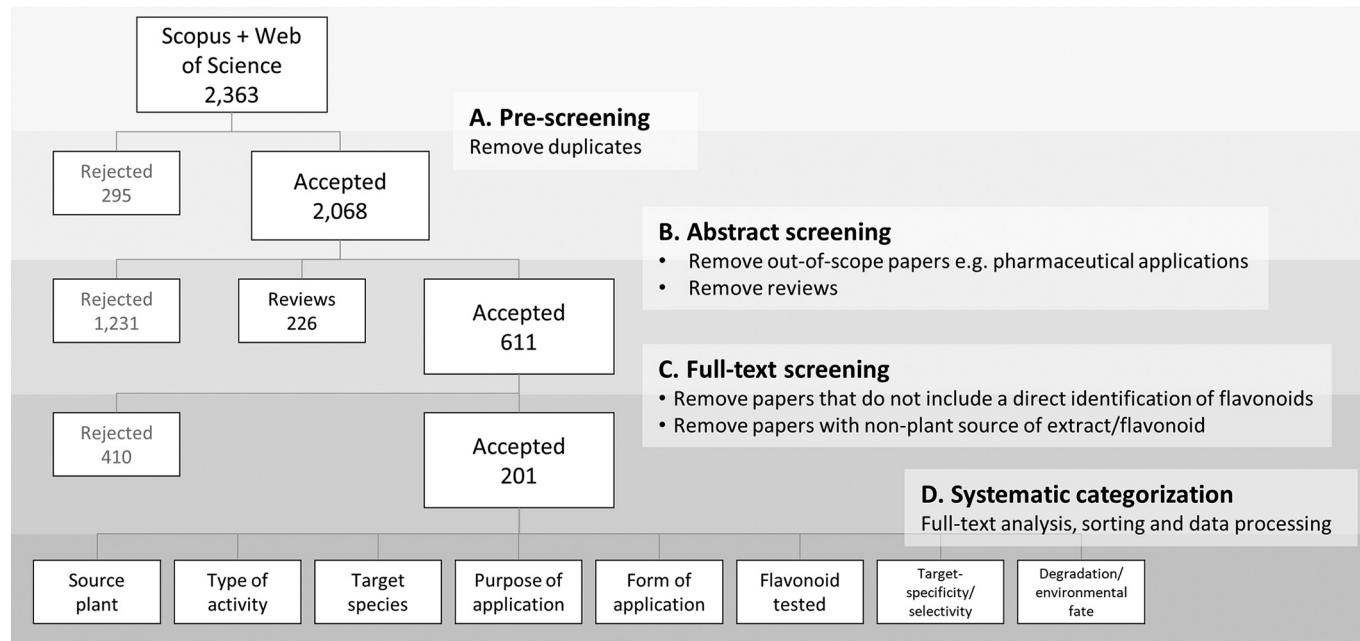 Scopus + Web
of Science
2,363
A. Pre-screening
Remove duplicates
Rejected
295
Accepted
2,068
B. Abstract screening
• Remove out-of-scope papers e.g. pharmaceutical applications
• Remove reviews
Rejected
1,231
Reviews
226
Accepted
611
C. Full-text screening
• Remove papers that do not include a direct identification of flavonoids
• Remove papers with non-plant source of extract/flavonoid
Rejected
410
Accepted
201
D. Systematic categorization
Full-text analysis, sorting and data processing
Source
plant
Type of
activity
Target
species
Purpose of
application
Form of
application
Flavonoid
tested
Target-
specificity/
selectivity
Degradation/
environmental
fate